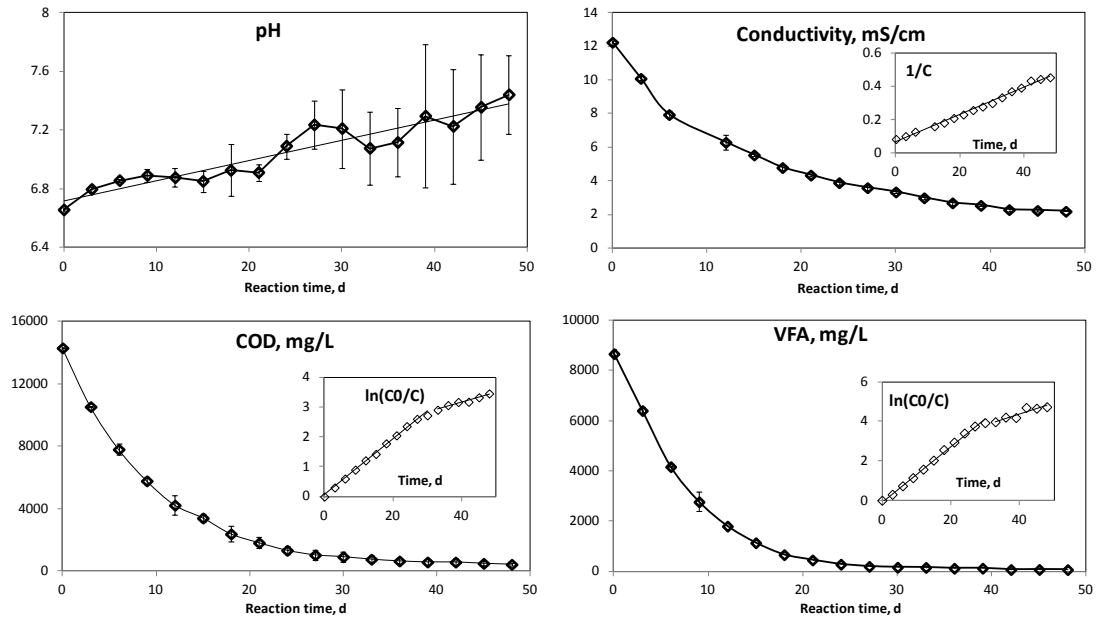 pH
8
7.6
7.2
6.8
6.4
0 10 20 30 40 50
Reaction time, d
Conductivity, mS/cm
14
12
10
8
6
4
2
0
0 10 20 30 40 50
Reaction time, d
1/C
0.6
0.4
0.2
0
0 20 40
Time, d
COD, mg/L
16000
12000
8000
4000
0
0 10 20 30 40 50
Reaction time, d
ln(C0/C)
4
3
2
1
0
0 20 40
Time, d
VFA, mg/L
10000
8000
6000
4000
2000
0
0 10 20 30 40 50
Reaction time, d
ln(C0/C)
6
4
2
0
0 20 40
Time, d